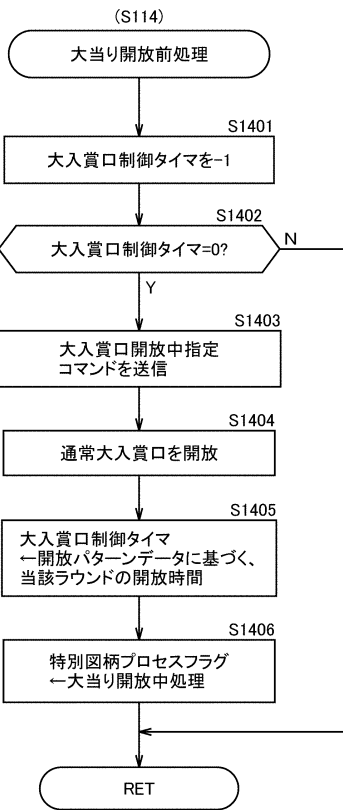 (S114)
大当り開放前処理
S1401
大入賞口制御タイマを-1
S1402
大入賞口制御タイマ=0?
N
Y
S1403
大入賞口開放中指定
コマンドを送信
S1404
通常大入賞口を開放
S1405
大入賞口制御タイマ
←開放パターンデータに基づく、
当該ラウンドの開放時間
S1406
特別図柄プロセスフラグ
←大当り開放中処理
RET